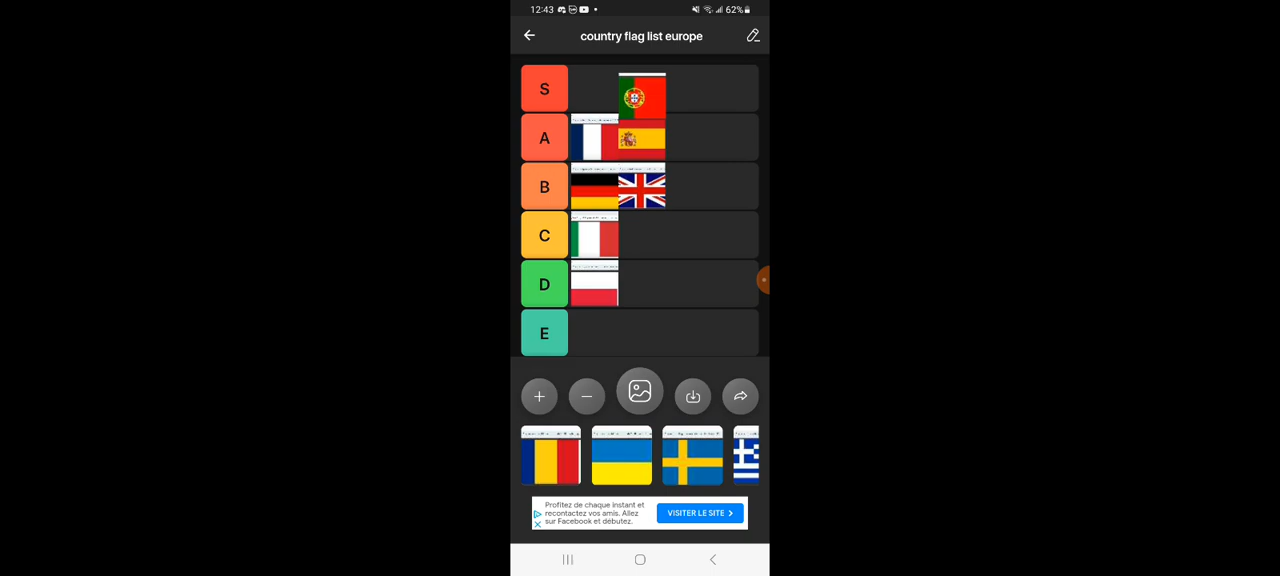 12:43
62%
country flag list europe
S
A
B
C
D
E
Profitez de chaque instant et
recontactez vos amis. Allez
sur Facebook et débutez.
VISITER LE SITE